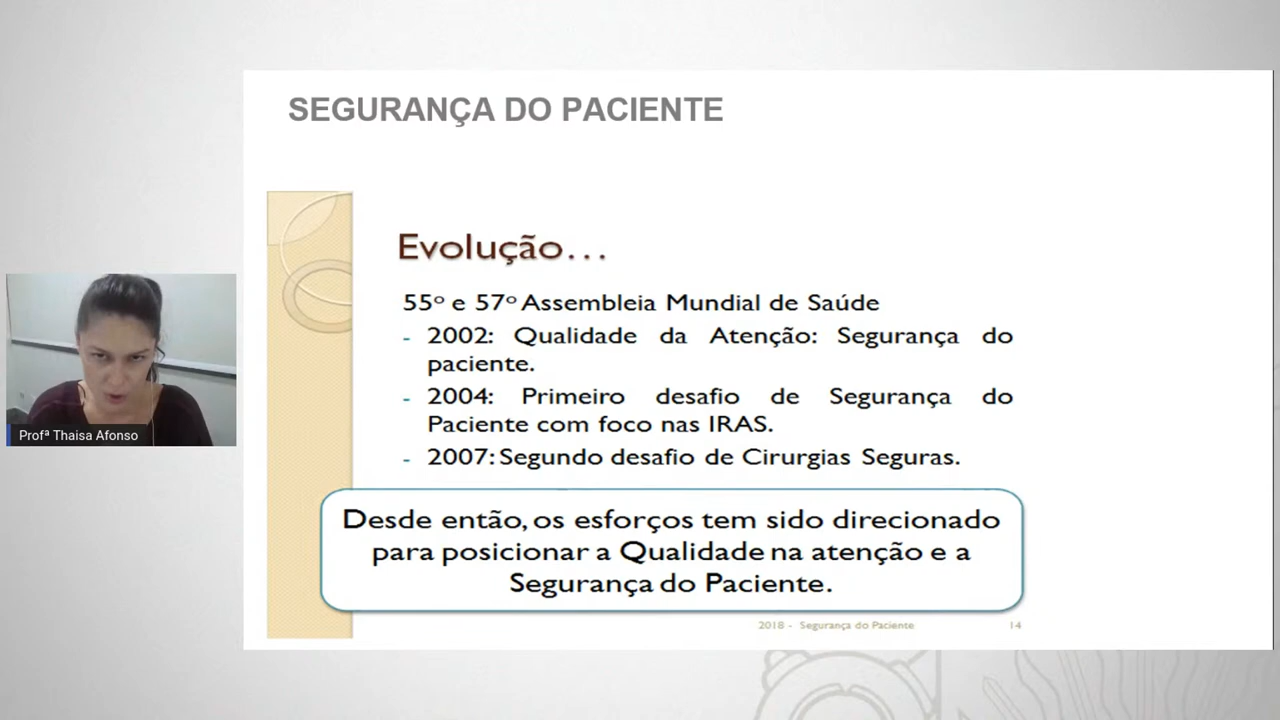 SEGURANÇA DO PACIENTE
Evolução...
55º e 57º Assembleia Mundial de Saúde
- 2002: Qualidade da Atenção: Segurança do
paciente.
- 2004: Primeiro desafio de Segurança do
Paciente com foco nas IRAS.
- 2007: Segundo desafio de Cirurgias Seguras.
Desde então, os esforços tem sido direcionado
para posicionar a Qualidade na atenção e a
Segurança do Paciente.
2018 - Segurança do Paciente 14
Profª Thaisa Afonso